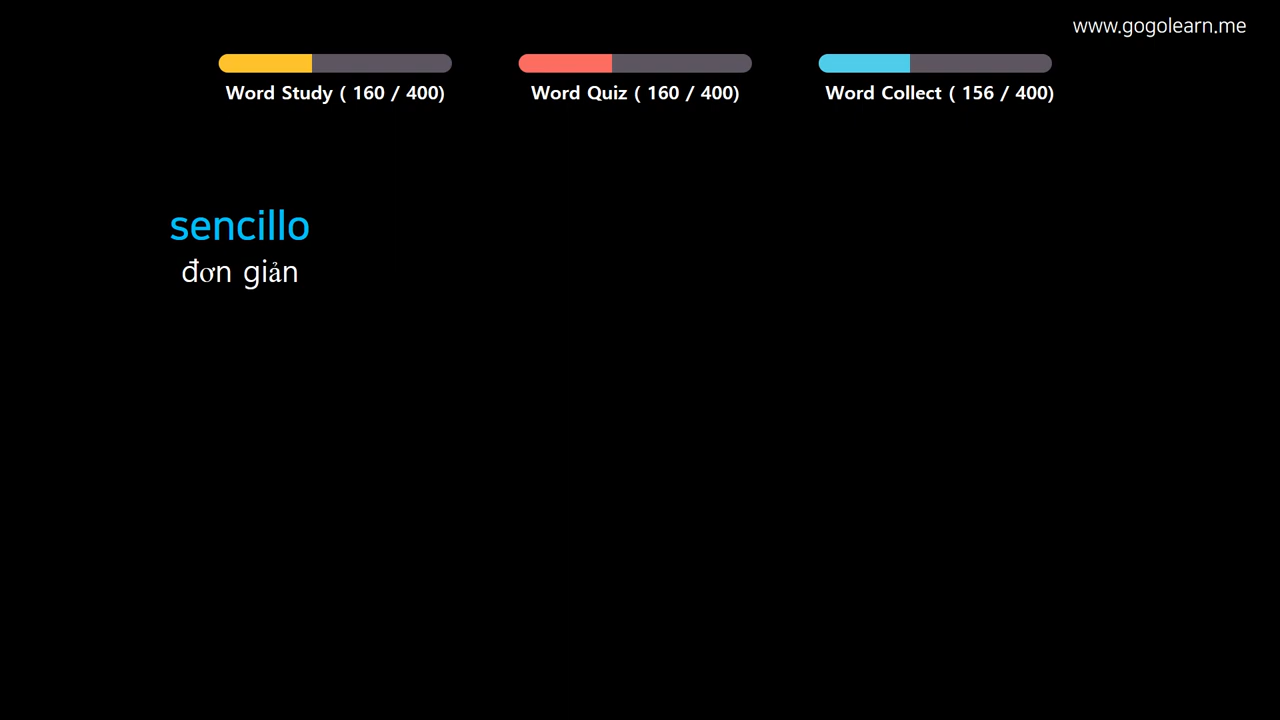 www.gogolearn.me
Word Study ( 160 / 400)
Word Quiz ( 160 / 400)
Word Collect ( 156 / 400)
sencillo
đơn giản